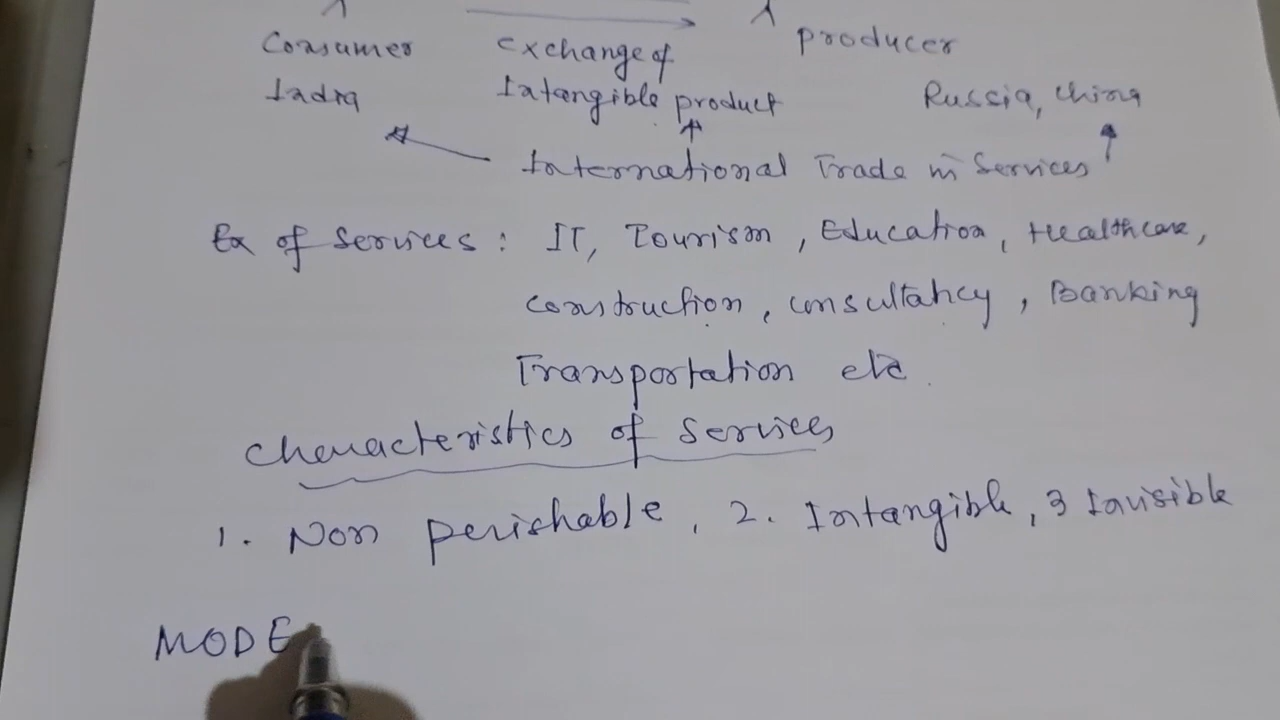 Consumer exchange of producer
India Intangible product Russia, China
International Trade in Services
Ex of Services : IT, Tourism, Education, Healthcare,
construction, consultancy, Banking
Transportation etc.
Characteristics of Services
1. Non perishable, 2. Intangible, 3 Invisible
MODE